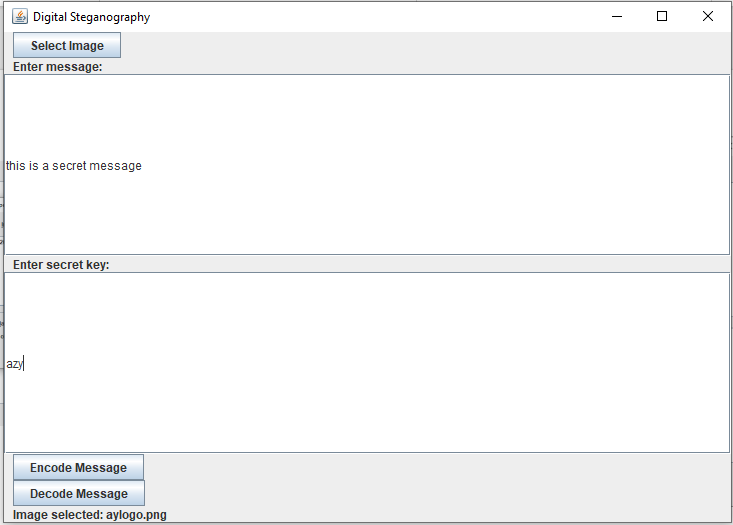 Digital Steganography
Select Image
Enter message:
this is a secret message
Enter secret key:
azy
Encode Message
Decode Message
Image selected: aylogo.png